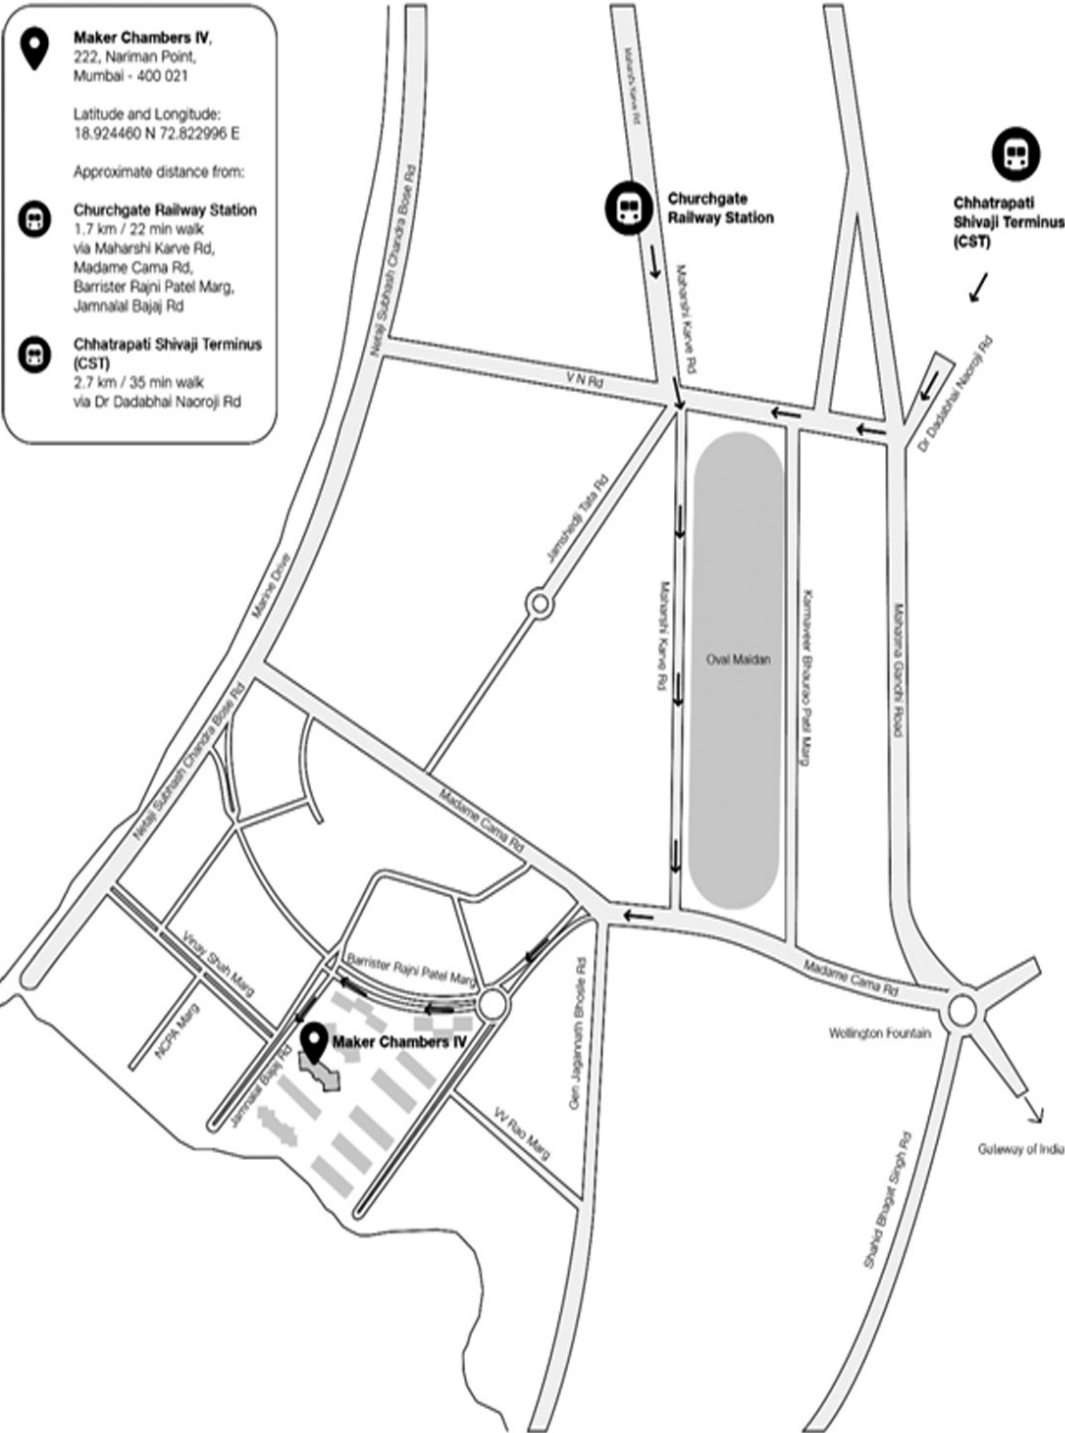 Maker Chambers IV,
222, Nariman Point,
Mumbai - 400 021
Latitude and Longitude:
18.924460 N 72.822996 E
Approximate distance from:
Churchgate Railway Station
1.7 km / 22 min walk
via Maharshi Karve Rd,
Madame Cama Rd,
Barrister Rajni Patel Marg,
Jamnalal Bajaj Rd
Chhatrapati Shivaji Terminus
(CST)
2.7 km / 35 min walk
via Dr Dadabhai Naoroji Rd
Maharshi Karve Rd
Churchgate
Railway Station
Chhatrapati
Shivaji Terminus
(CST)
Netaji Subhash Chandra Bose Rd
Maharshi Karve Rd
V N Rd
Dr Dadabhai Naoroji Rd
Jamshedji Tata Rd
Marine Drive
Maharshi Karve Rd
Oval Maidan
Karmaveer Bhaurao Patil Marg
Mahatma Gandhi Road
Netaji Subhash Chandra Bose Rd
Madame Cama Rd
Vinay Shah Marg
Barrister Rajni Patel Marg
Madame Cama Rd
NCPA Marg
Maker Chambers IV
Wellington Fountain
Jamnalal Bajaj Rd
Gen Jagannath Bhosle Rd
VV Rao Marg
Gateway of India
Shahid Bhagat Singh Rd